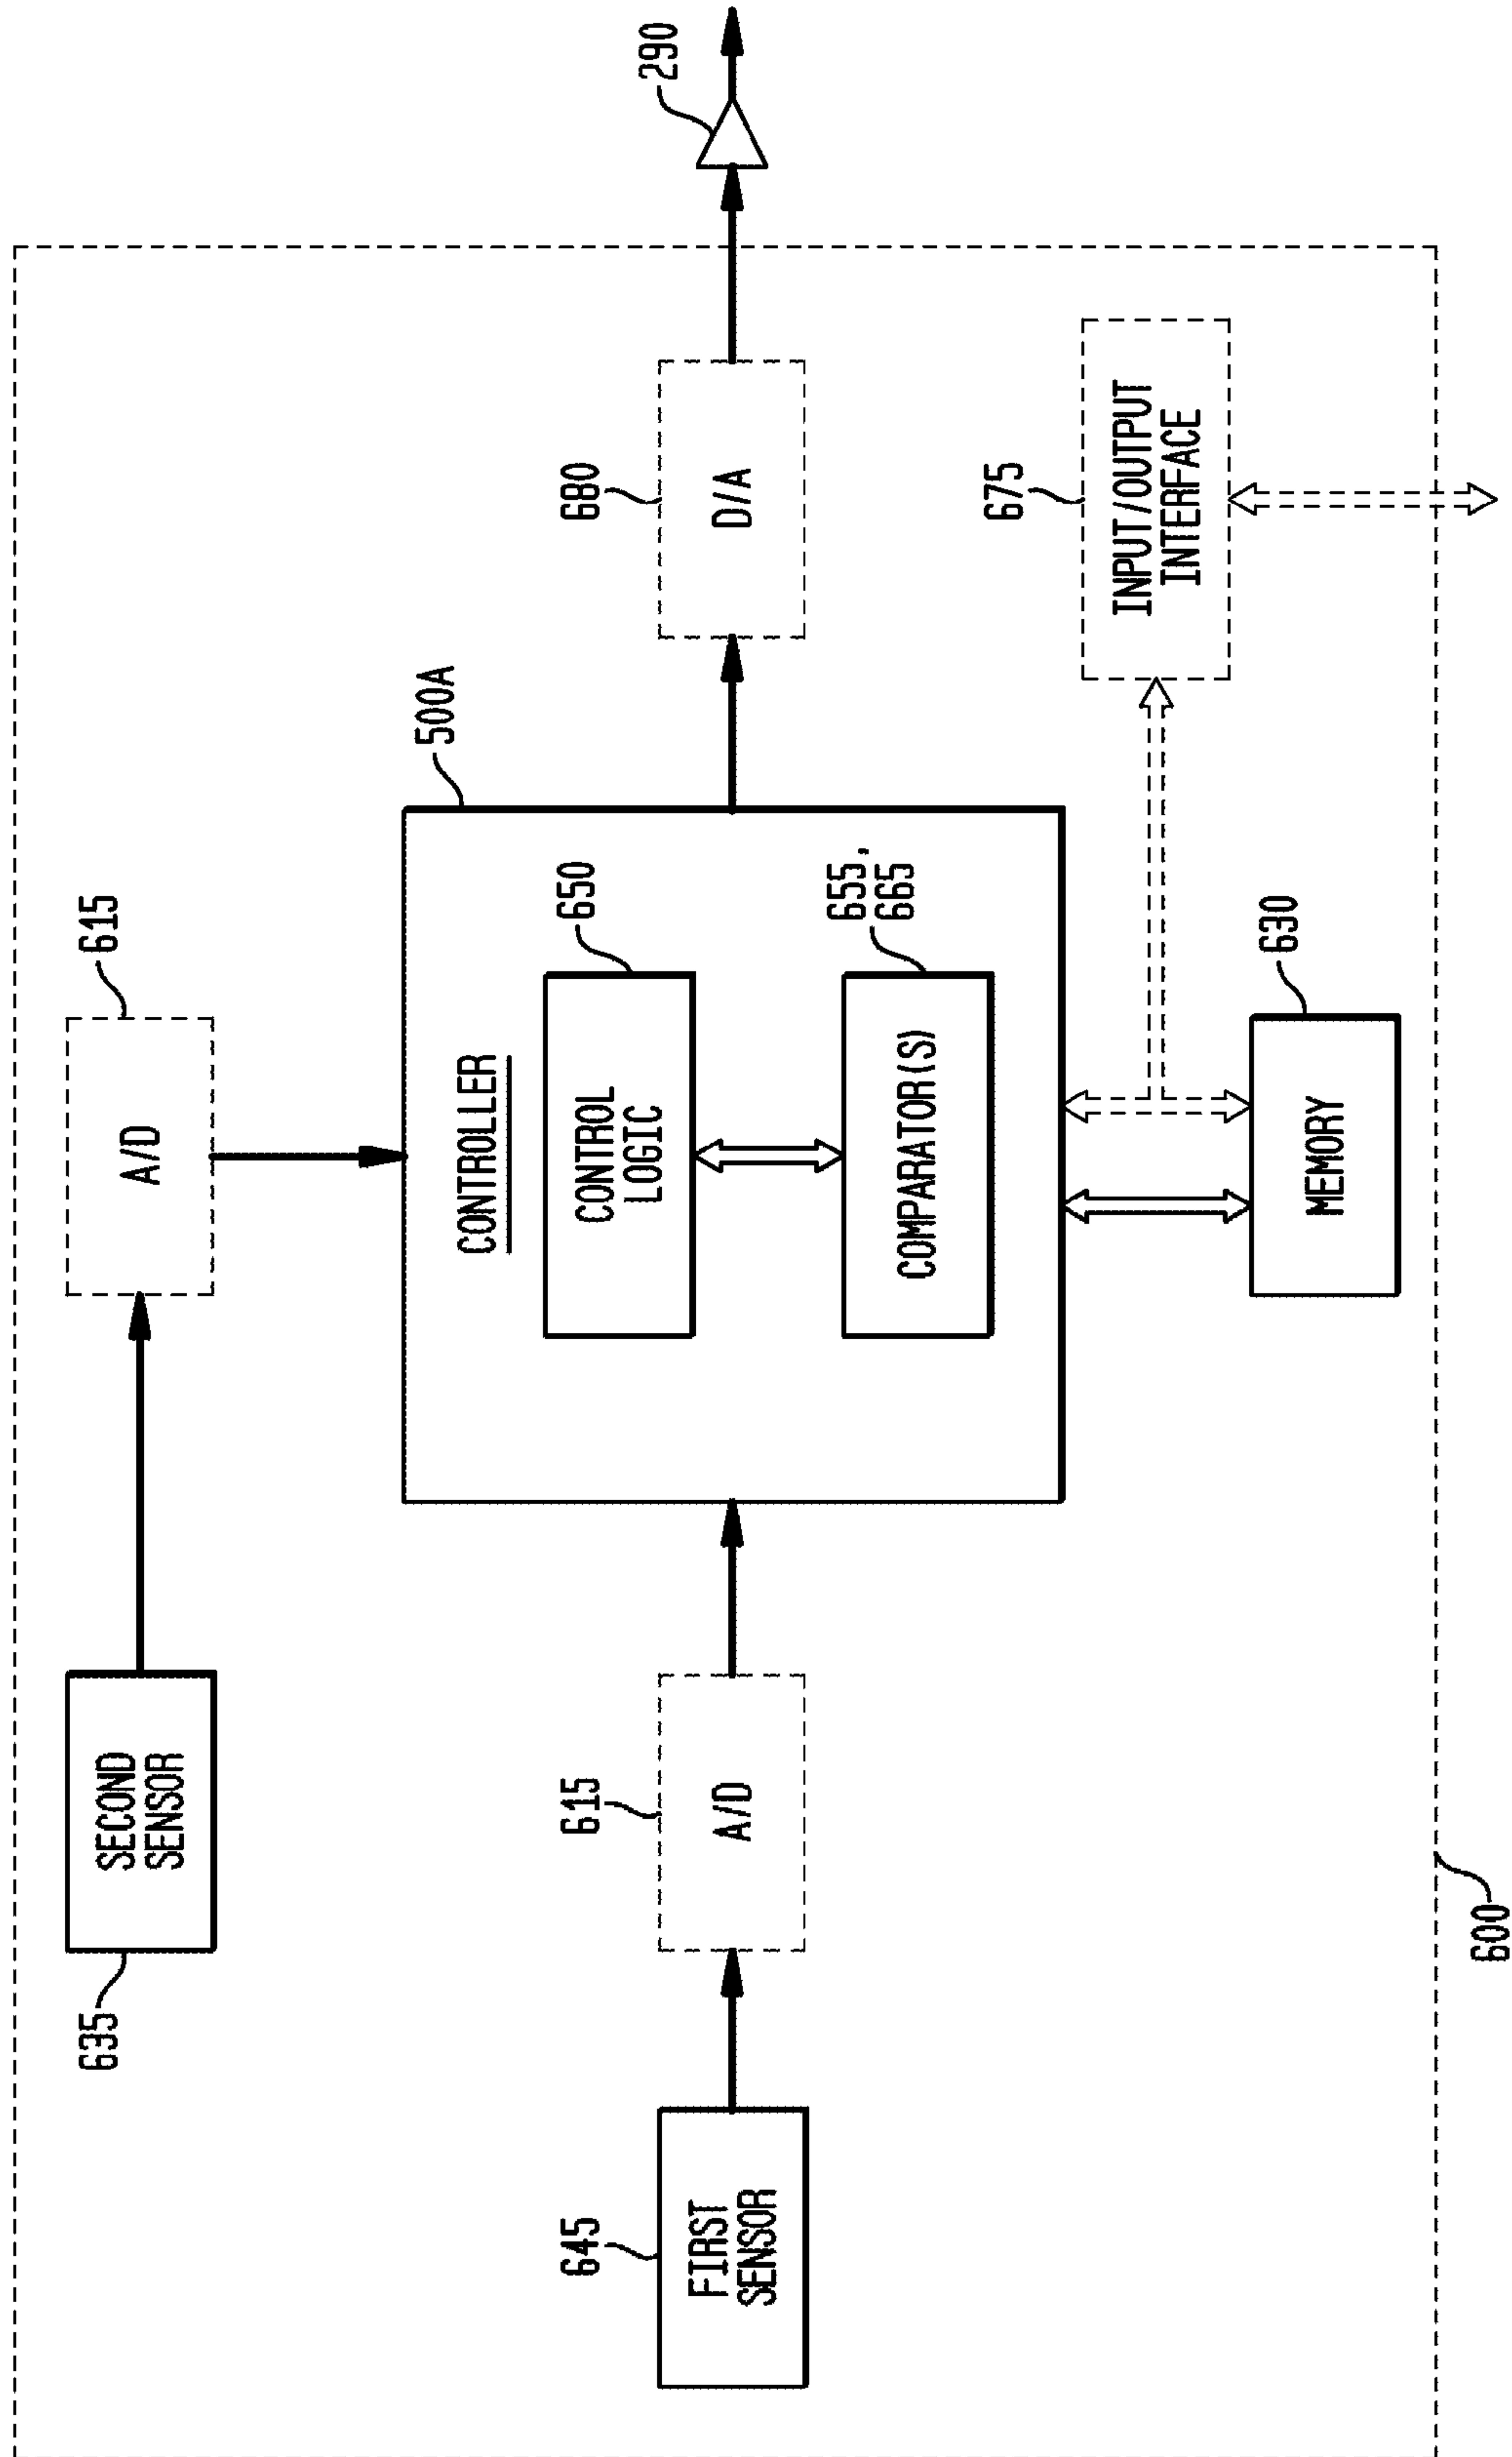 635
SECOND
SENSOR
615
A/D
645
FIRST
SENSOR
615
A/D
500A
CONTROLLER
650
CONTROL
LOGIC
655,
665
COMPARATOR(S)
680
D/A
290
630
MEMORY
675
INPUT/OUTPUT
INTERFACE
600